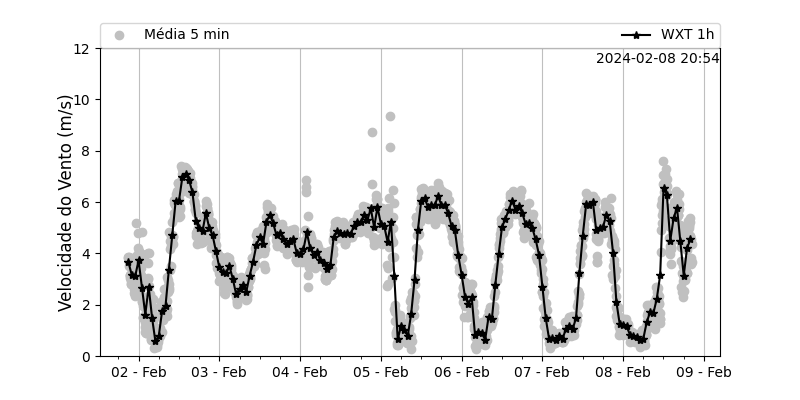 Média 5 min
WXT 1h
2024-02-08 20:54
Velocidade do Vento (m/s)
12
10
8
6
4
2
0
02 - Feb
03 - Feb
04 - Feb
05 - Feb
06 - Feb
07 - Feb
08 - Feb
09 - Feb